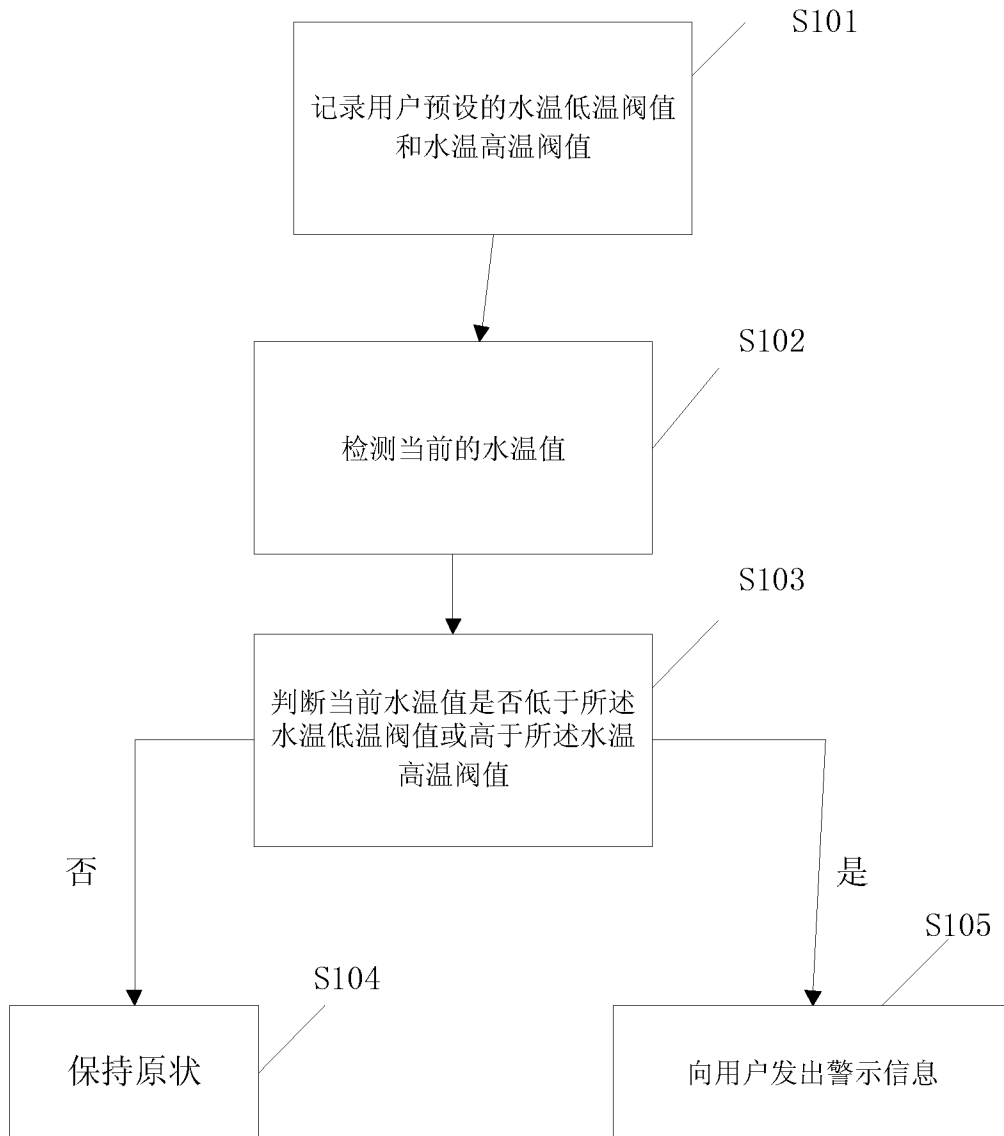 S101
记录用户预设的水温低温阀值
和水温高温阀值
S102
检测当前的水温值
S103
判断当前水温值是否低于所述
水温低温阀值或高于所述水温
高温阀值
否
是
S104
保持原状
S105
向用户发出警示信息